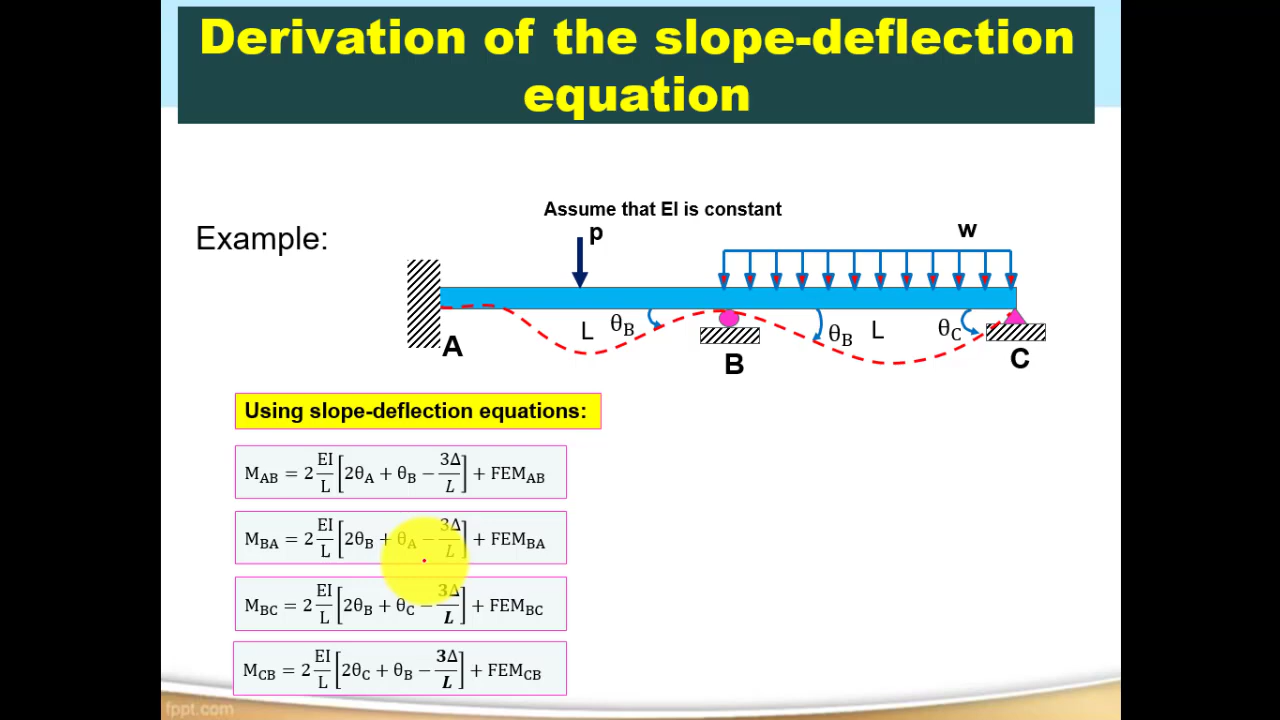 Derivation of the slope-deflection
equation
Assume that EI is constant
Example:
p
w
A
L
θ_B
B
θ_B
L
θ_C
C
Using slope-deflection equations:
M_AB = 2 EI/L [2θ_A + θ_B − 3Δ/L] + FEM_AB
M_BA = 2 EI/L [2θ_B + θ_A − 3Δ/L] + FEM_BA
M_BC = 2 EI/L [2θ_B + θ_C − 3Δ/L] + FEM_BC
M_CB = 2 EI/L [2θ_C + θ_B − 3Δ/L] + FEM_CB
fppt.com